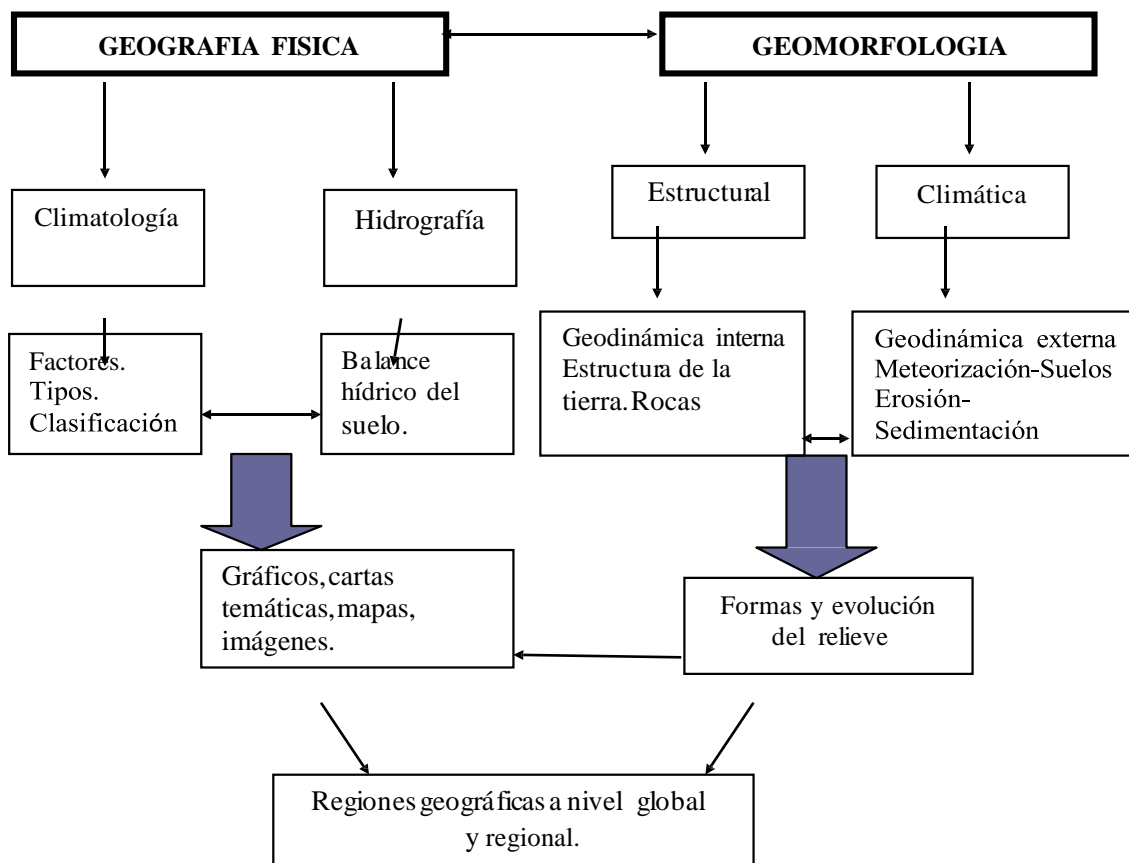 GEOGRAFIA FISICA
GEOMORFOLOGIA
Climatología
Hidrografía
Estructural
Climática
Factores.
Tipos.
Clasificación
Balance
hídrico del
suelo.
Geodinámica interna
Estructura de la
tierra. Rocas
Geodinámica externa
Meteorización-Suelos
Erosión-
Sedimentación
Gráficos, cartas
temáticas, mapas,
imágenes.
Formas y evolución
del relieve
Regiones geográficas a nivel global
y regional.